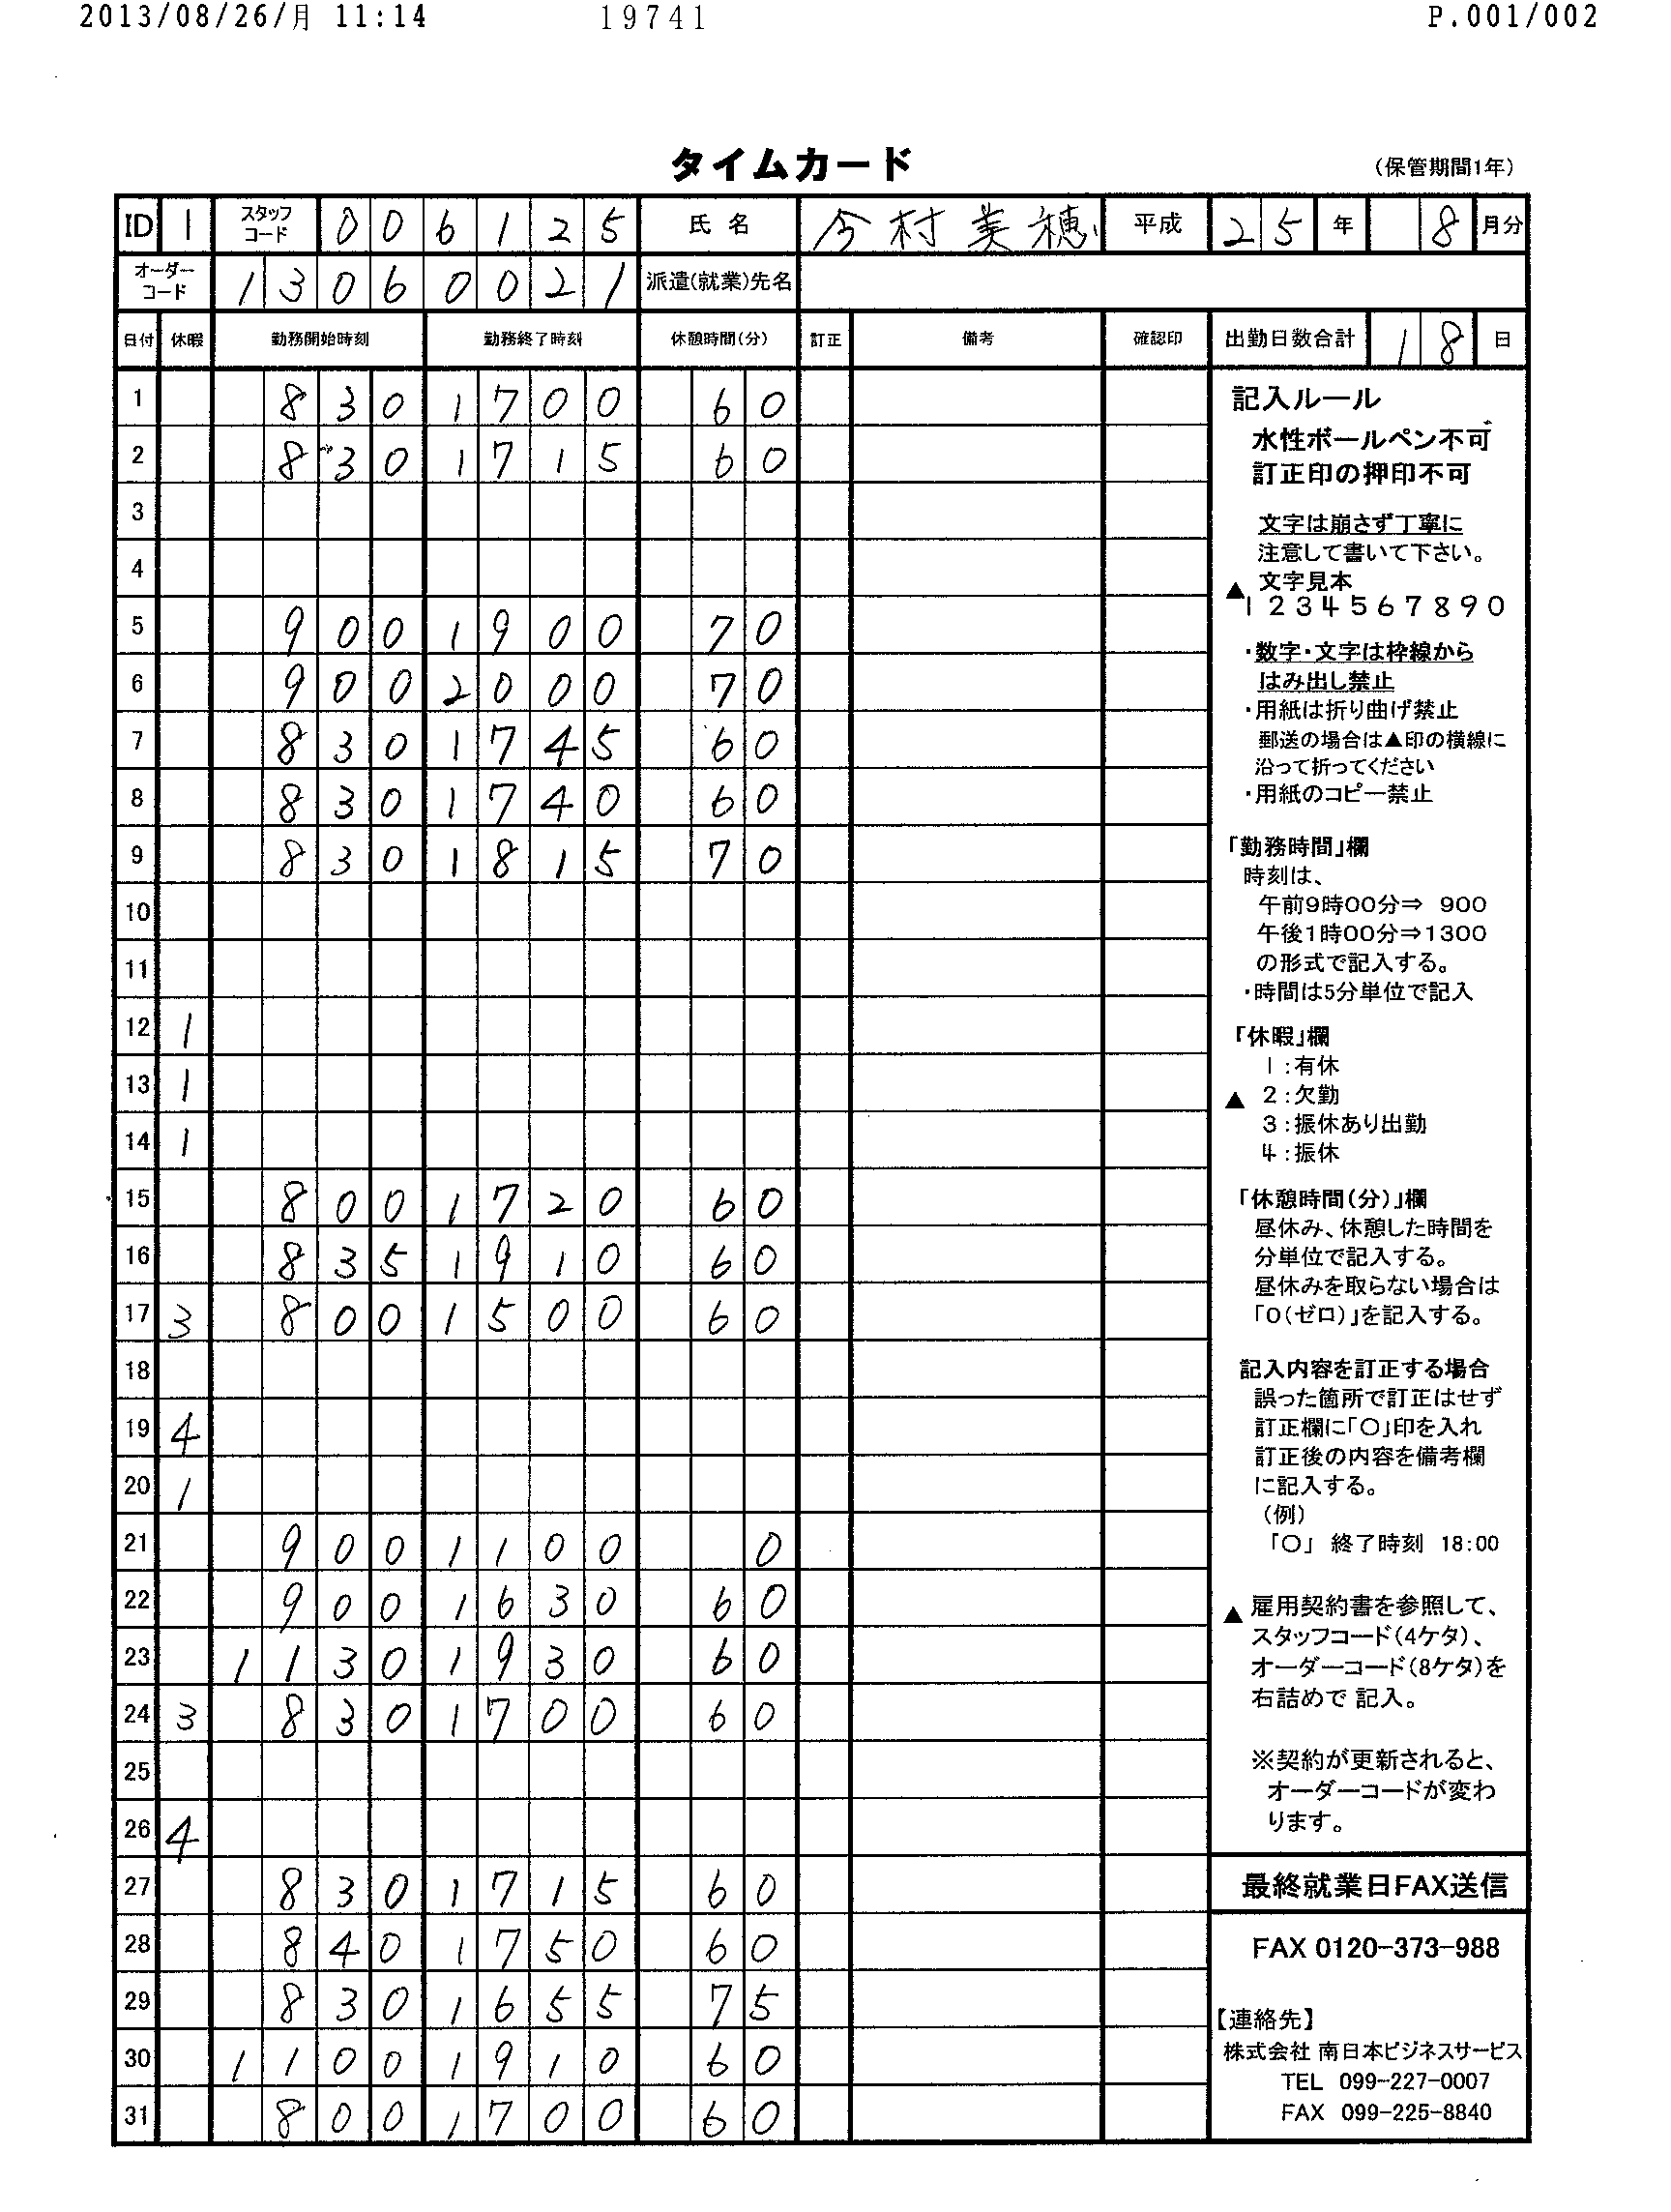 2013/08/26/月 11:14 19741 P.001/002
タイムカード (保管期間1年)
ID 1 スタッフコード 006125 氏名 今村美穂 平成 25 年 8 月分
オーダーコード 13060021 派遣(就業)先名
日付 休暇 勤務開始時刻 勤務終了時刻 休憩時間(分) 訂正 備考 確認印 出勤日数合計 18 日
1 830 1700 60
2 830 1715 60
3
4
5 900 1900 70
6 900 2000 70
7 830 1745 60
8 830 1740 60
9 830 1815 70
10
11
12 1
13 1
14 1
15 800 1720 60
16 835 1910 60
17 3 800 1500 60
18
19 4
20 1
21 900 1100 0
22 900 1630 60
23 1130 1930 60
24 3 830 1700 60
25
26 4
27 830 1715 60
28 840 1750 60
29 830 1655 75
30 1100 1910 60
31 800 1700 60
記入ルール
水性ボールペン不可
訂正印の押印不可
文字は崩さず丁寧に
注意して書いて下さい。
▲ 文字見本
1234567890
・数字・文字は枠線から
はみ出し禁止
・用紙は折り曲げ禁止
郵送の場合は▲印の横線に
沿って折ってください
・用紙のコピー禁止
「勤務時間」欄
時刻は、
午前9時00分⇒ 900
午後1時00分⇒1300
の形式で記入する。
・時間は5分単位で記入
「休暇」欄
1:有休
▲ 2:欠勤
3:振休あり出勤
4:振休
「休憩時間(分)」欄
昼休み、休憩した時間を
分単位で記入する。
昼休みを取らない場合は
「0(ゼロ)」を記入する。
記入内容を訂正する場合
誤った箇所で訂正はせず
訂正欄に「〇」印を入れ
訂正後の内容を備考欄
に記入する。
(例)
「〇」 終了時刻 18:00
▲ 雇用契約書を参照して、
スタッフコード(4ケタ)、
オーダーコード(8ケタ)を
右詰めで 記入。
※契約が更新されると、
オーダーコードが変わ
ります。
最終就業日FAX送信
FAX 0120-373-988
【連絡先】
株式会社 南日本ビジネスサービス
TEL 099-227-0007
FAX 099-225-8840